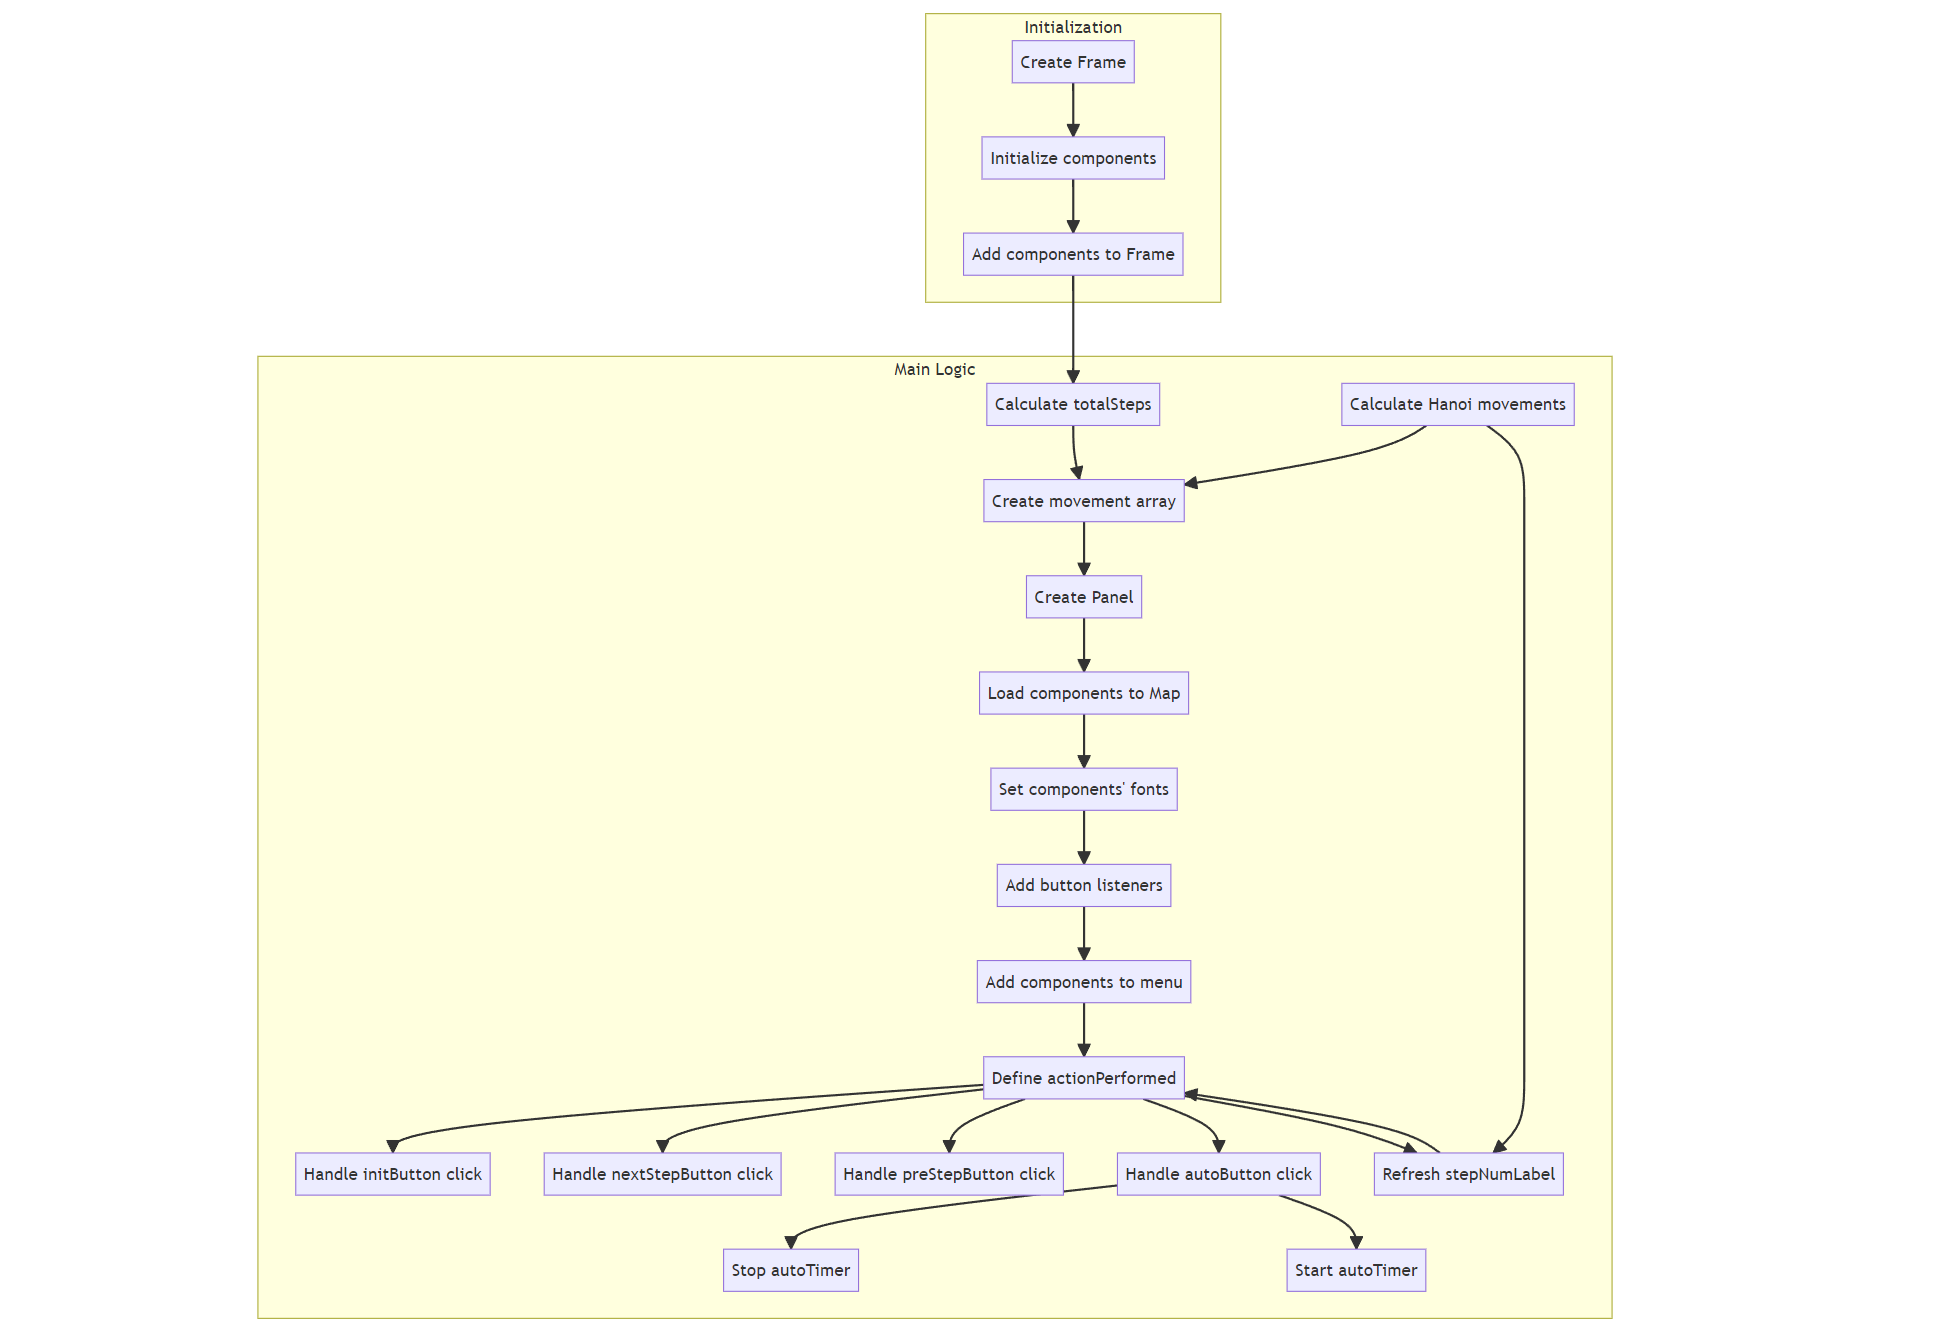 Initialization
Create Frame
Initialize components
Add components to Frame
Main Logic
Calculate totalSteps
Calculate Hanoi movements
Create movement array
Create Panel
Load components to Map
Set components' fonts
Add button listeners
Add components to menu
Define actionPerformed
Handle initButton click
Handle nextStepButton click
Handle preStepButton click
Handle autoButton click
Refresh stepNumLabel
Stop autoTimer
Start autoTimer